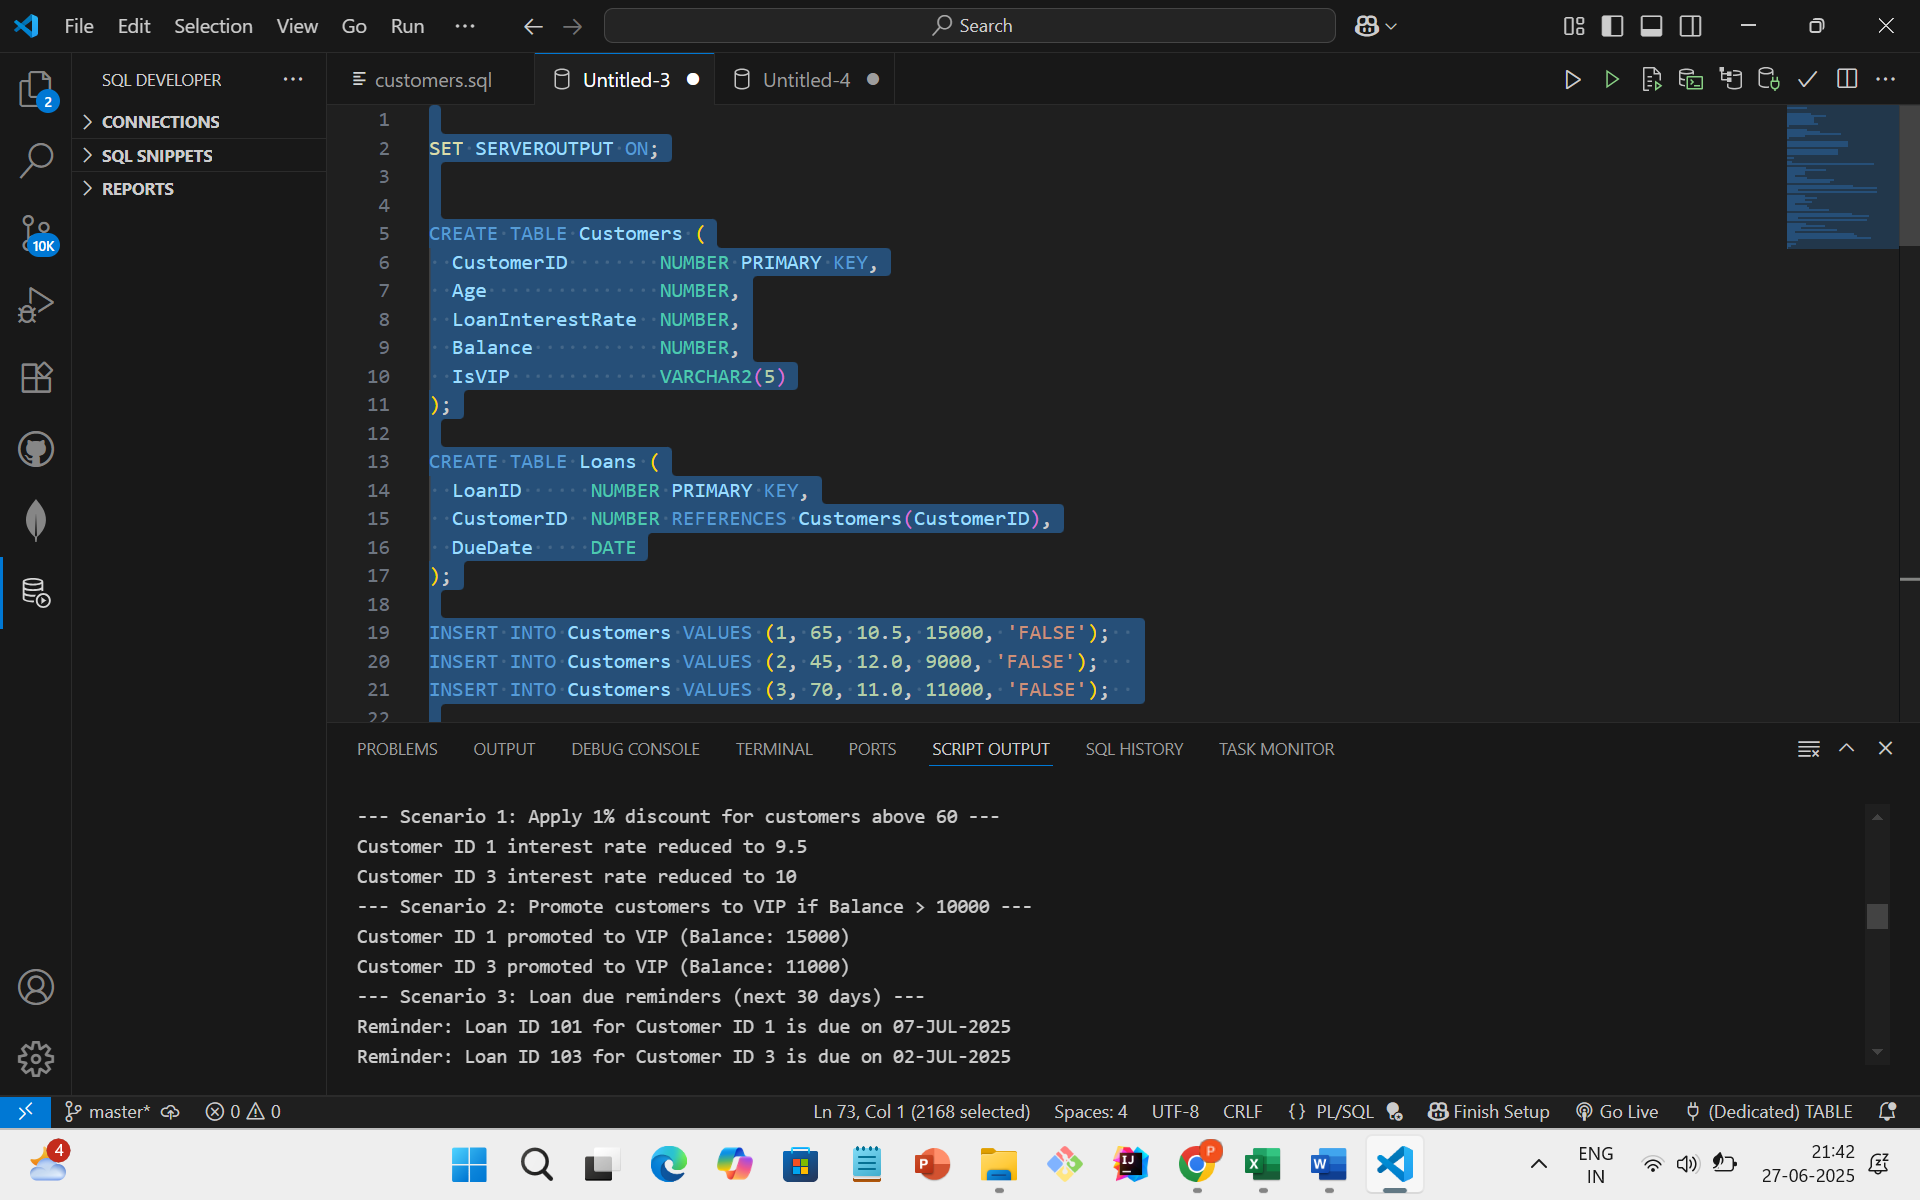 File Edit Selection View Go Run ··· Search
SQL DEVELOPER ···
customers.sql Untitled-3 Untitled-4
2
CONNECTIONS
SQL SNIPPETS
REPORTS
10K
1
2 SET SERVEROUTPUT ON;
3
4
5 CREATE TABLE Customers (
6 CustomerID NUMBER PRIMARY KEY,
7 Age NUMBER,
8 LoanInterestRate NUMBER,
9 Balance NUMBER,
10 IsVIP VARCHAR2(5)
11 );
12
13 CREATE TABLE Loans (
14 LoanID NUMBER PRIMARY KEY,
15 CustomerID NUMBER REFERENCES Customers(CustomerID),
16 DueDate DATE
17 );
18
19 INSERT INTO Customers VALUES (1, 65, 10.5, 15000, 'FALSE');
20 INSERT INTO Customers VALUES (2, 45, 12.0, 9000, 'FALSE');
21 INSERT INTO Customers VALUES (3, 70, 11.0, 11000, 'FALSE');
22
PROBLEMS OUTPUT DEBUG CONSOLE TERMINAL PORTS SCRIPT OUTPUT SQL HISTORY TASK MONITOR
--- Scenario 1: Apply 1% discount for customers above 60 ---
Customer ID 1 interest rate reduced to 9.5
Customer ID 3 interest rate reduced to 10
--- Scenario 2: Promote customers to VIP if Balance > 10000 ---
Customer ID 1 promoted to VIP (Balance: 15000)
Customer ID 3 promoted to VIP (Balance: 11000)
--- Scenario 3: Loan due reminders (next 30 days) ---
Reminder: Loan ID 101 for Customer ID 1 is due on 07-JUL-2025
Reminder: Loan ID 103 for Customer ID 3 is due on 02-JUL-2025
master* 0 0 Ln 73, Col 1 (2168 selected) Spaces: 4 UTF-8 CRLF {} PL/SQL Finish Setup Go Live (Dedicated) TABLE
4
P
IJ
P
X
W
ENG
IN
21:42
27-06-2025